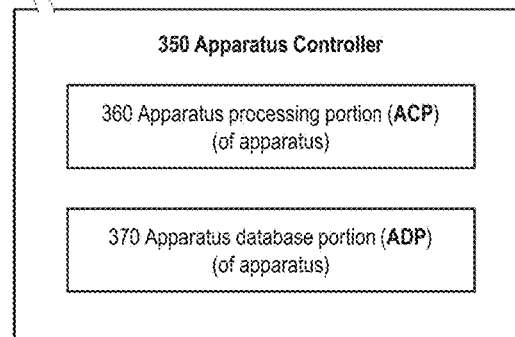 350 Apparatus Controller
360 Apparatus processing portion (ACP)
(of apparatus)
370 Apparatus database portion (ADP)
(of apparatus)